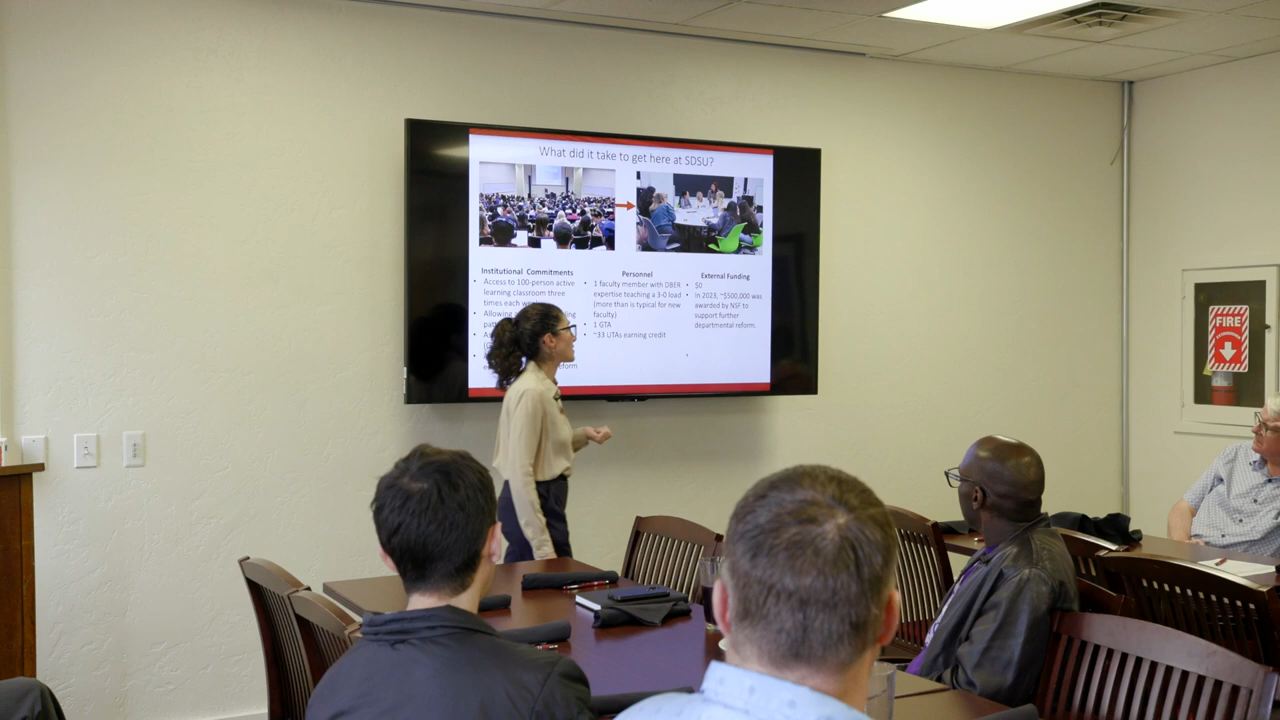 What did it take to get here at SDSU?
Institutional Commitments
• Access to 100-person active
learning classroom three
times each
• Allowing
Personnel
• 1 faculty member with DBER
expertise teaching a 3-0 load
(more than is typical for new
faculty)
• 1 GTA
• ~33 UTAs earning credit
External Funding
• $0
• In 2023, ~$500,000 was
awarded by NSF to
support further
departmental reform.
FIRE